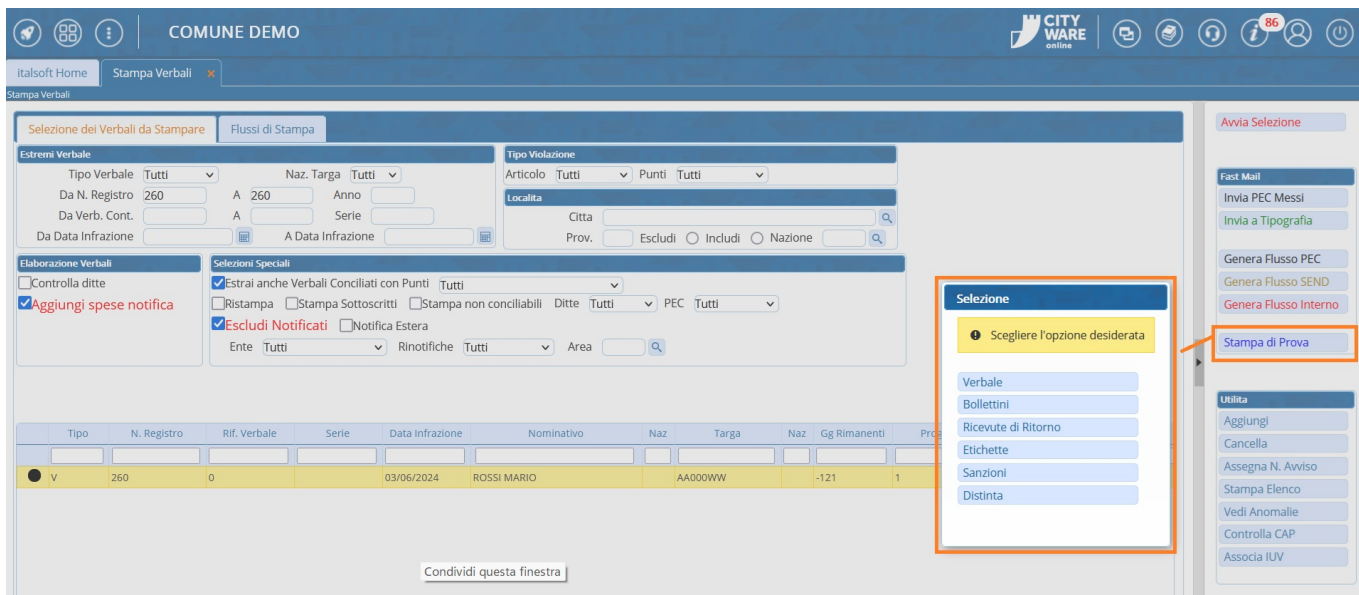 COMUNE DEMO
CITY
WARE
online
86
italsoft Home
Stampa Verbali
Stampa Verbali
Selezione dei Verbali da Stampare
Flussi di Stampa
Estremi Verbale
Tipo Verbale Tutti Naz. Targa Tutti
Da N. Registro 260 A 260 Anno
Da Verb. Cont. A Serie
Da Data Infrazione A Data Infrazione
Tipo Violazione
Articolo Tutti Punti Tutti
Localita
Citta
Prov. Escludi Includi Nazione
Elaborazione Verbali
Controlla ditte
Aggiungi spese notifica
Selezioni Speciali
Estrai anche Verbali Conciliati con Punti Tutti
Ristampa Stampa Sottoscritti Stampa non conciliabili Ditte Tutti PEC Tutti
Escludi Notificati Notifica Estera
Ente Tutti Rinotifiche Tutti Area
Tipo N. Registro Rif. Verbale Serie Data Infrazione Nominativo Naz Targa Naz Gg Rimanenti
V 260 0 03/06/2024 ROSSI MARIO AA000WW -121 1
Condividi questa finestra
Selezione
Scegliere l'opzione desiderata
Verbale
Bollettini
Ricevute di Ritorno
Etichette
Sanzioni
Distinta
Avvia Selezione
Fast Mail
Invia PEC Messi
Invia a Tipografia
Genera Flusso PEC
Genera Flusso SEND
Genera Flusso Interno
Stampa di Prova
Utilita
Aggiungi
Cancella
Assegna N. Avviso
Stampa Elenco
Vedi Anomalie
Controlla CAP
Associa IUV